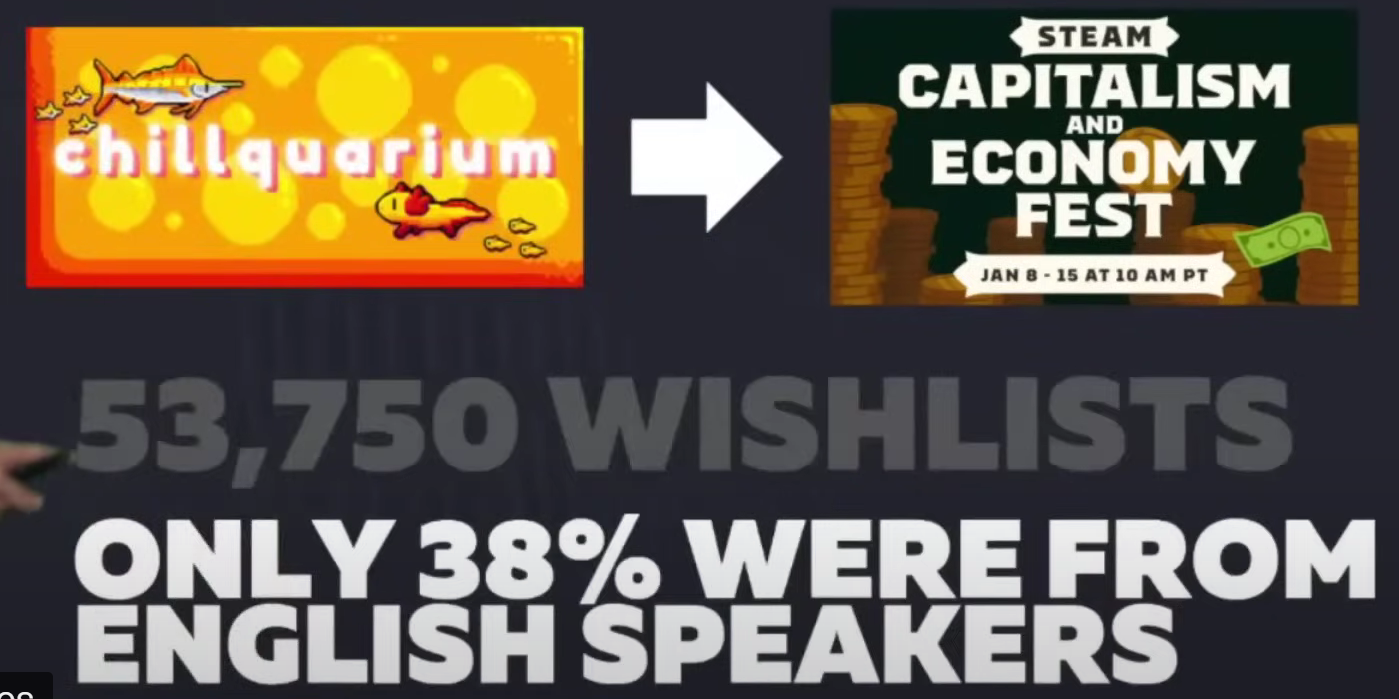 chillquarium
STEAM
CAPITALISM
AND
ECONOMY
FEST
JAN 8 - 15 AT 10 AM PT
53,750 WISHLISTS
ONLY 38% WERE FROM
ENGLISH SPEAKERS